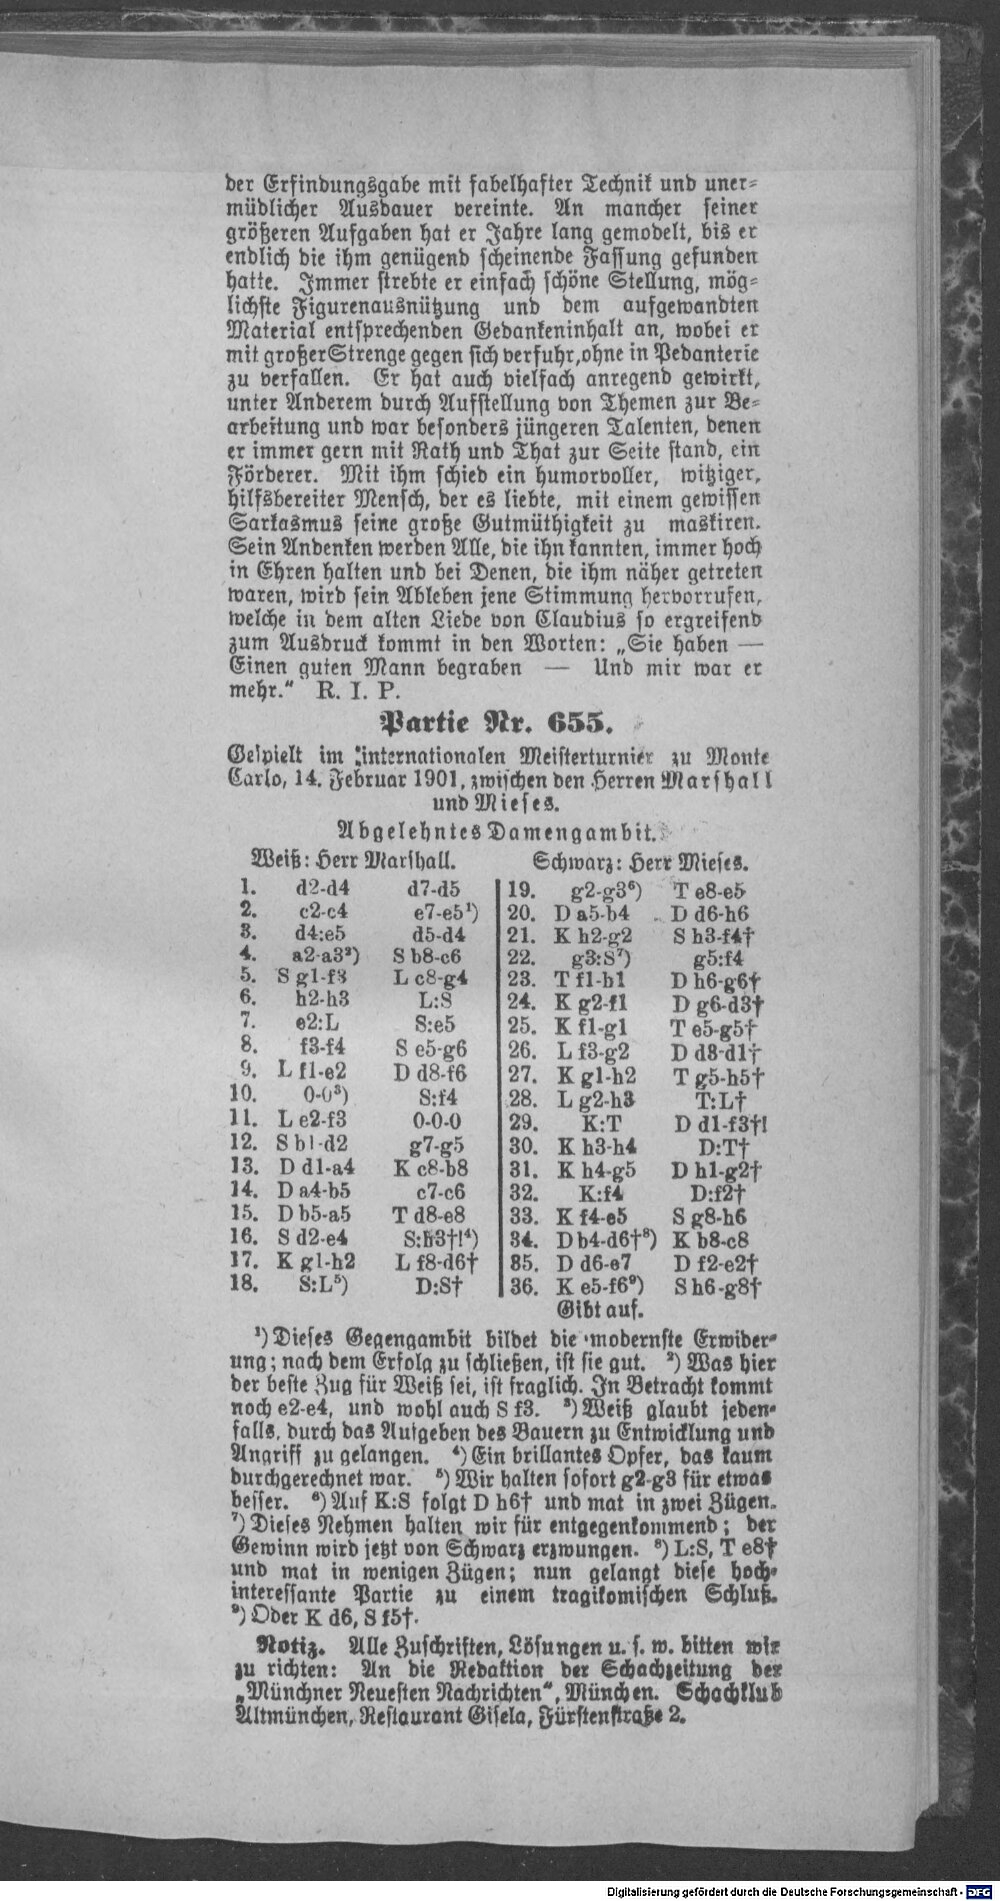 der Erfindungsgabe mit fabelhafter Technik und uner-
müdlicher Ausdauer vereinte. An mancher seiner
größeren Aufgaben hat er Jahre lang gemodelt, bis er
endlich die ihm genügend scheinende Fassung gefunden
hatte. Immer strebte er einfach schöne Stellung, mög-
lichste Figurenausnützung und dem aufgewandten
Material entsprechenden Gedankeninhalt an, wobei er
mit großer Strenge gegen sich verfuhr, ohne in Pedanterie
zu verfallen. Er hat auch vielfach anregend gewirkt,
unter Anderem durch Aufstellung von Themen zur Be-
arbeitung und war besonders jüngeren Talenten, denen
er immer gern mit Rath und That zur Seite stand, ein
Förderer. Mit ihm schied ein humorvoller, witziger,
hilfsbereiter Mensch, der es liebte, mit einem gewissen
Sarkasmus seine große Gutmüthigkeit zu maskiren.
Sein Andenken werden Alle, die ihn kannten, immer hoch
in Ehren halten und bei Denen, die ihm näher getreten
waren, wird sein Ableben jene Stimmung hervorrufen,
welche in dem alten Liede von Claudius so ergreifend
zum Ausdruck kommt in den Worten: „Sie haben —
Einen guten Mann begraben — Und mir war er
mehr.“ R. I. P.
Partie Nr. 655.
Gespielt im internationalen Meisterturnier zu Monte
Carlo, 14. Februar 1901, zwischen den Herren Marshall
und Mieses.
Abgelehntes Damengambit.
Weiß: Herr Marshall. Schwarz: Herr Mieses.
1. d2-d4 d7-d5
2. c2-c4 e7-e5¹)
3. d4:e5 d5-d4
4. a2-a3²) S b8-c6
5. S g1-f3 L c8-g4
6. h2-h3 L:S
7. e2:L S:e5
8. f3-f4 S e5-g6
9. L f1-e2 D d8-f6
10. 0-0³) S:f4
11. L e2-f3 0-0-0
12. S b1-d2 g7-g5
13. D d1-a4 K c8-b8
14. D a4-b5 c7-c6
15. D b5-a5 T d8-e8
16. S d2-e4 S:h3†!⁴)
17. K g1-h2 L f8-d6†
18. S:L⁵) D:S†
19. g2-g3⁶) T e8-e5
20. D a5-b4 D d6-h6
21. K h2-g2 S h3-f4†
22. g3:S⁷) g5:f4
23. T f1-h1 D h6-g6†
24. K g2-f1 D g6-d3†
25. K f1-g1 T e5-g5†
26. L f3-g2 D d3-d1†
27. K g1-h2 T g5-h5†
28. L g2-h3 T:L†
29. K:T D d1-f3†!
30. K h3-h4 D:T†
31. K h4-g5 D h1-g2†
32. K:f4 D:f2†
33. K f4-e5 S g8-h6
34. D b4-d6†⁸) K b8-c8
35. D d6-e7 D f2-e2†
36. K e5-f6⁹) S h6-g8†
Gibt auf.
¹) Dieses Gegengambit bildet die modernste Erwider-
ung; nach dem Erfolg zu schließen, ist sie gut. ²) Was hier
der beste Zug für Weiß sei, ist fraglich. In Betracht kommt
noch e2-e4, und wohl auch S f3. ³) Weiß glaubt jeden-
falls, durch das Aufgeben des Bauern zu Entwicklung und
Angriff zu gelangen. ⁴) Ein brillantes Opfer, das kaum
durchgerechnet war. ⁵) Wir halten sofort g2-g3 für etwas
besser. ⁶) Auf K:S folgt D h6† und mat in zwei Zügen.
⁷) Dieses Nehmen halten wir für entgegenkommend; der
Gewinn wird jetzt von Schwarz erzwungen. ⁸) L:S, T e8†
und mat in wenigen Zügen; nun gelangt diese hoch-
interessante Partie zu einem tragikomischen Schluß.
⁹) Oder K d6, S f5†.
Notiz. Alle Zuschriften, Lösungen u. s. w. bitten wir
zu richten: An die Redaktion der Schachzeitung der
„Münchner Neuesten Nachrichten“, München. Schachklub
Altmünchen, Restaurant Gisela, Fürstenstraße 2.
Digitalisierung gefördert durch die Deutsche Forschungsgemeinschaft - DFG